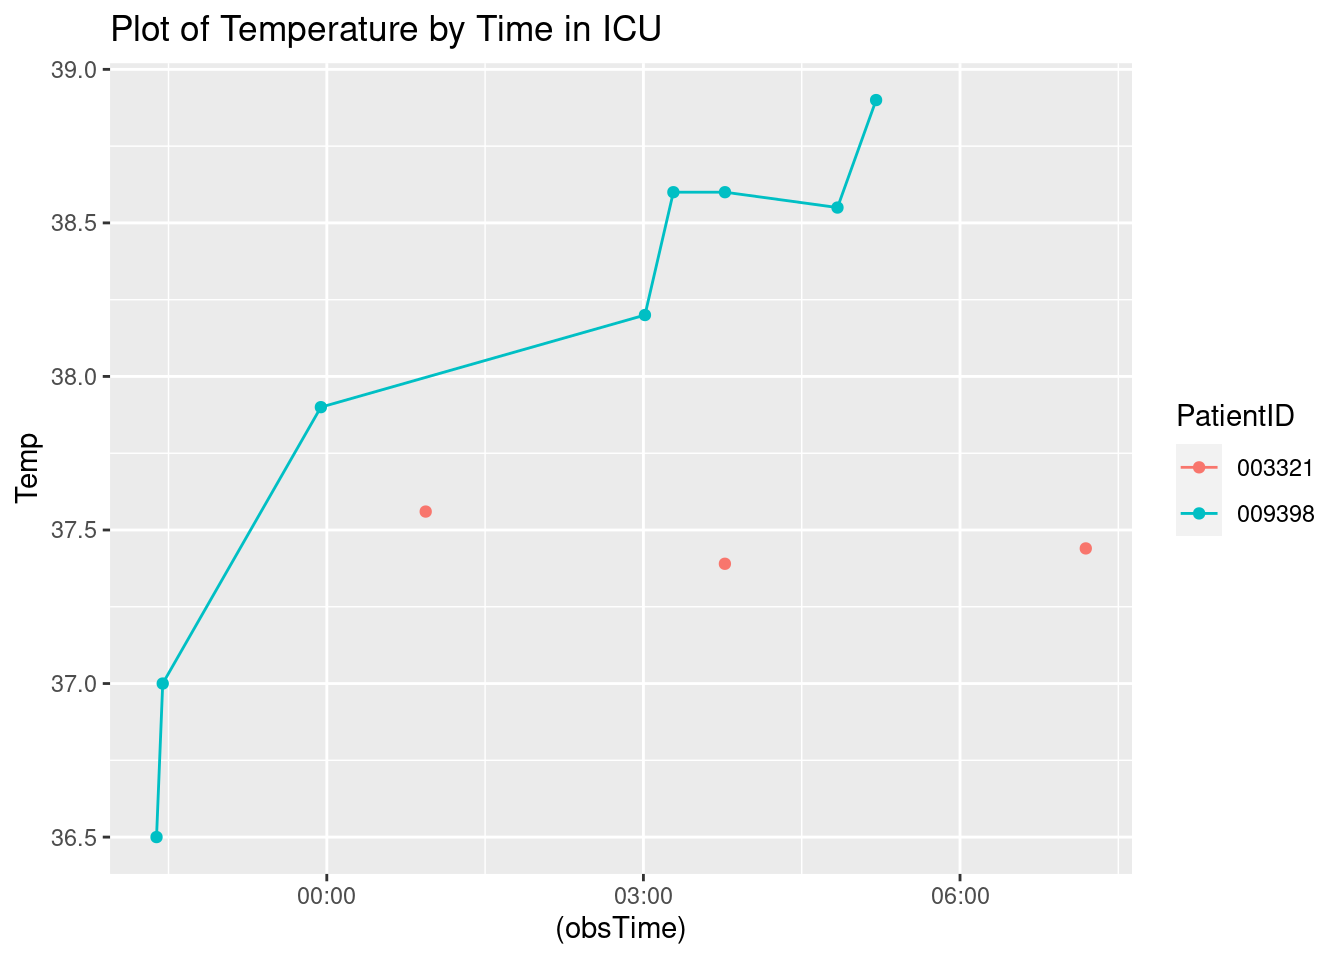 Plot of Temperature by Time in ICU
39.0
38.5
38.0
37.5
37.0
36.5
Temp
00:00
03:00
06:00
(obsTime)
PatientID
003321
009398